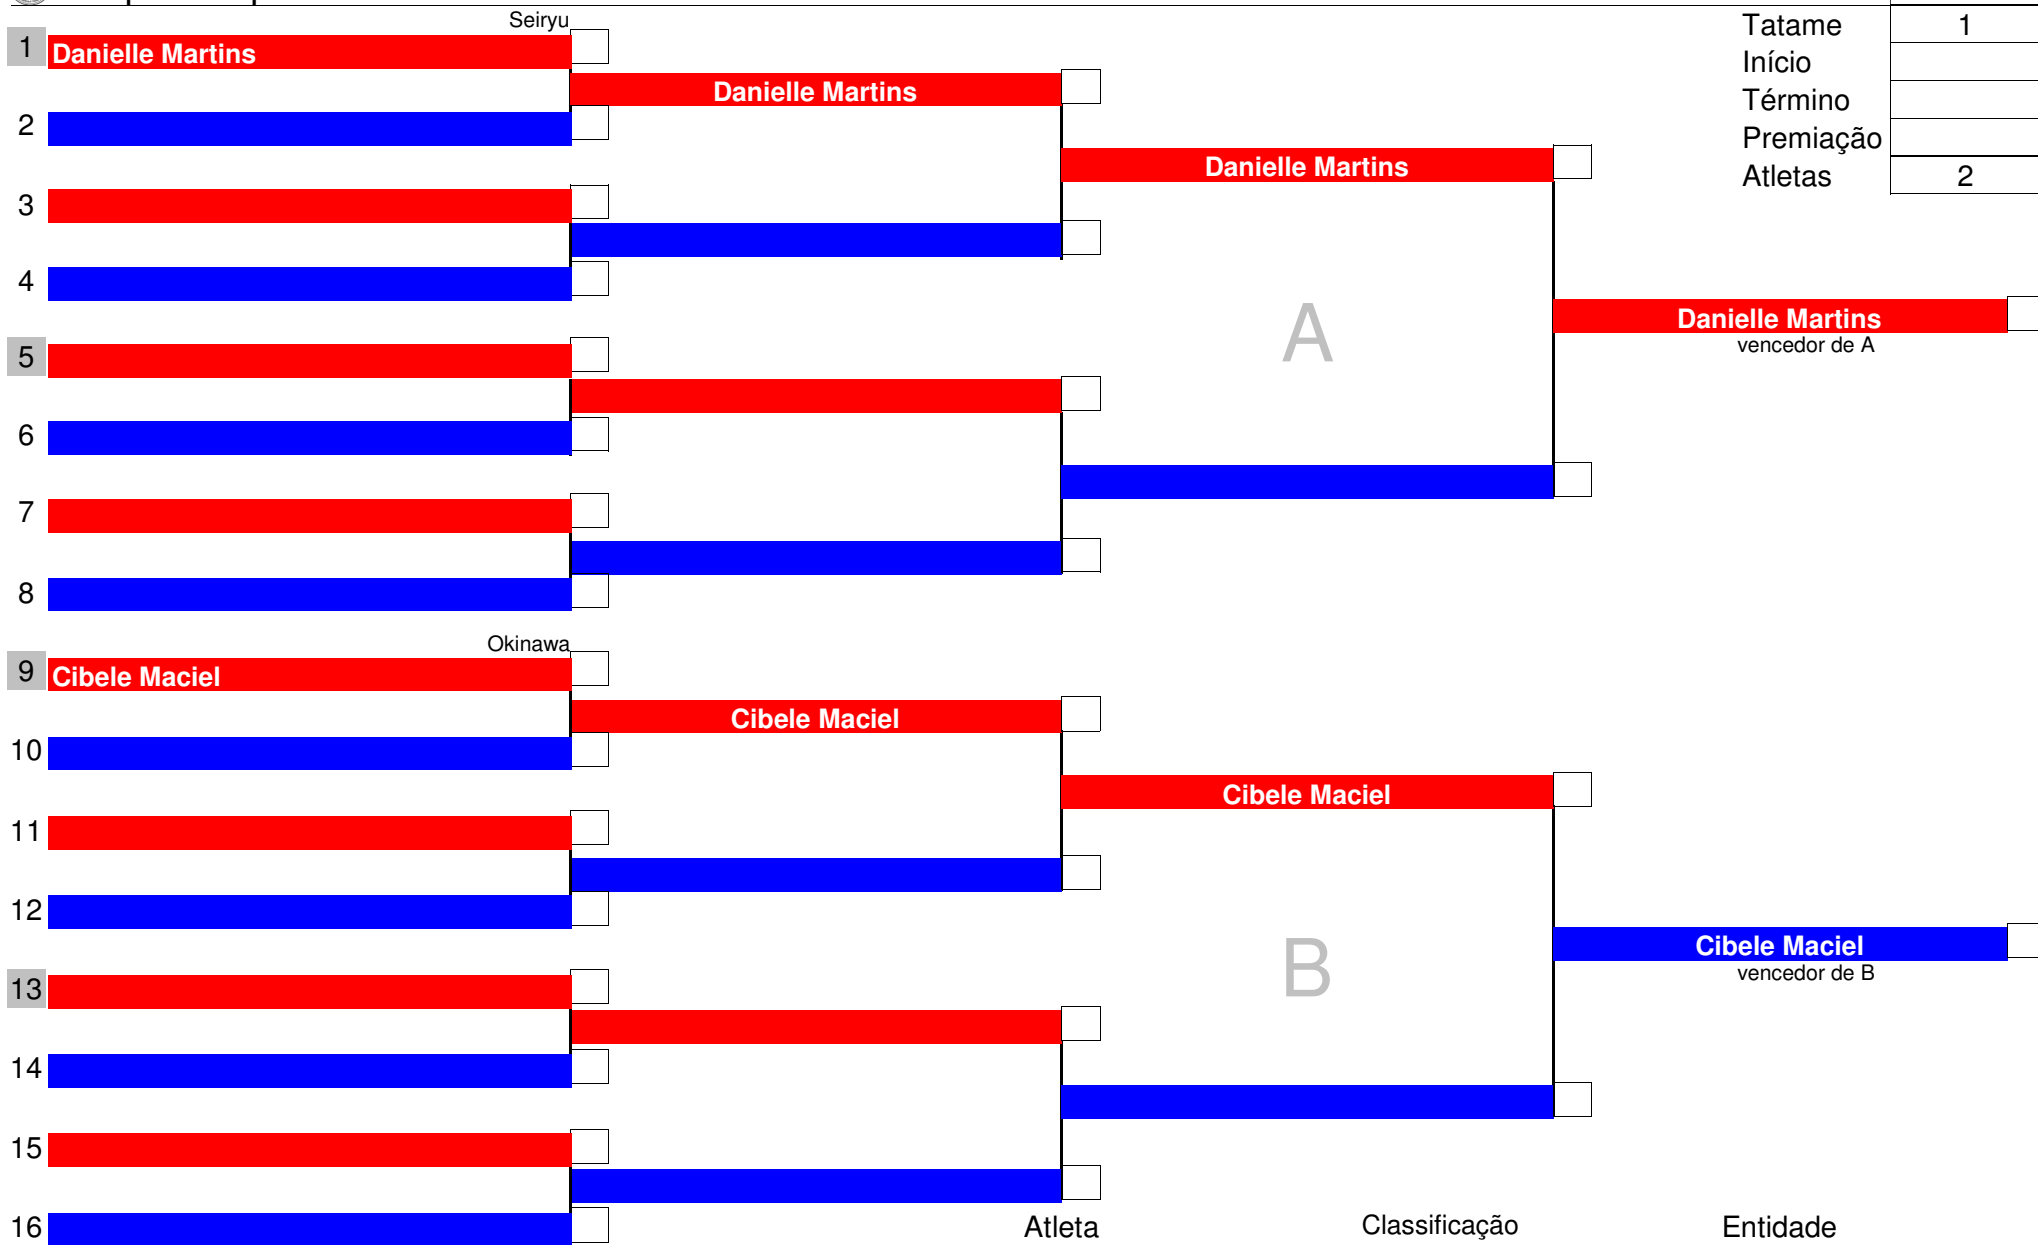 Seiryu
Tatame 1
1 Danielle Martins
Início
Danielle Martins
Término
2
Premiação
Danielle Martins
Atletas 2
3
4
A
Danielle Martins
vencedor de A
5
6
7
8
Okinawa
9 Cibele Maciel
Cibele Maciel
10
Cibele Maciel
11
12
B
Cibele Maciel
vencedor de B
13
14
15
16
Atleta Classificação Entidade